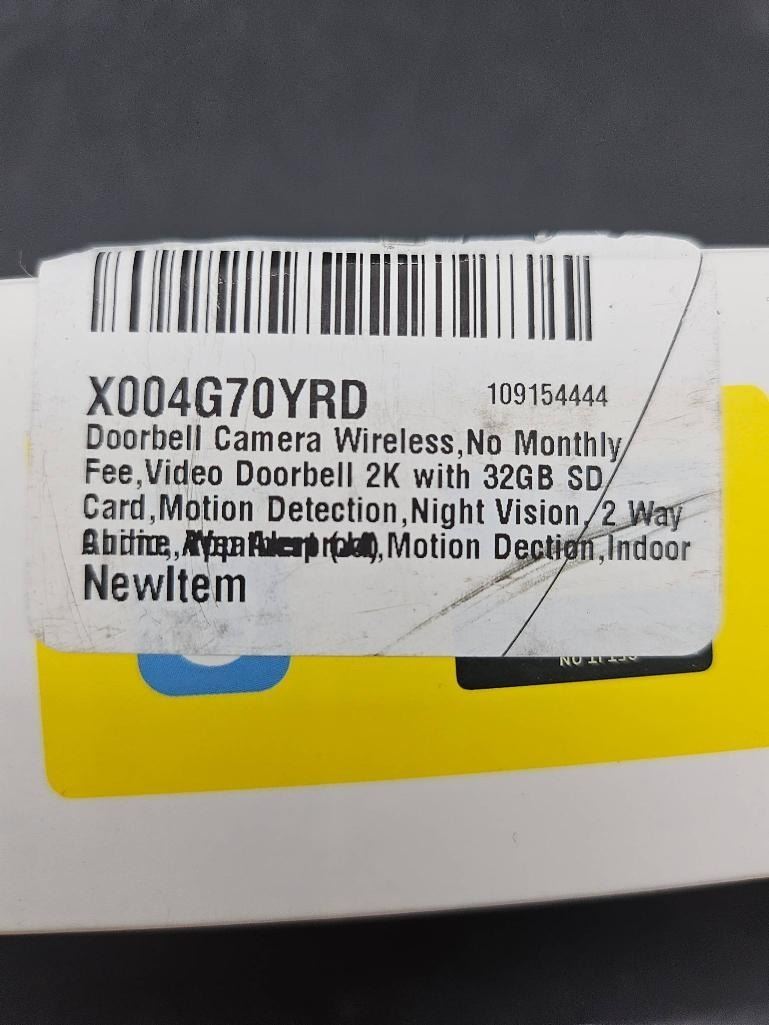 X004G70YRD 109154444
Doorbell Camera Wireless,No Monthly
Fee,Video Doorbell 2K with 32GB SD
Card,Motion Detection,Night Vision, 2 Way
,Motion Dection,Indoor
NewItem